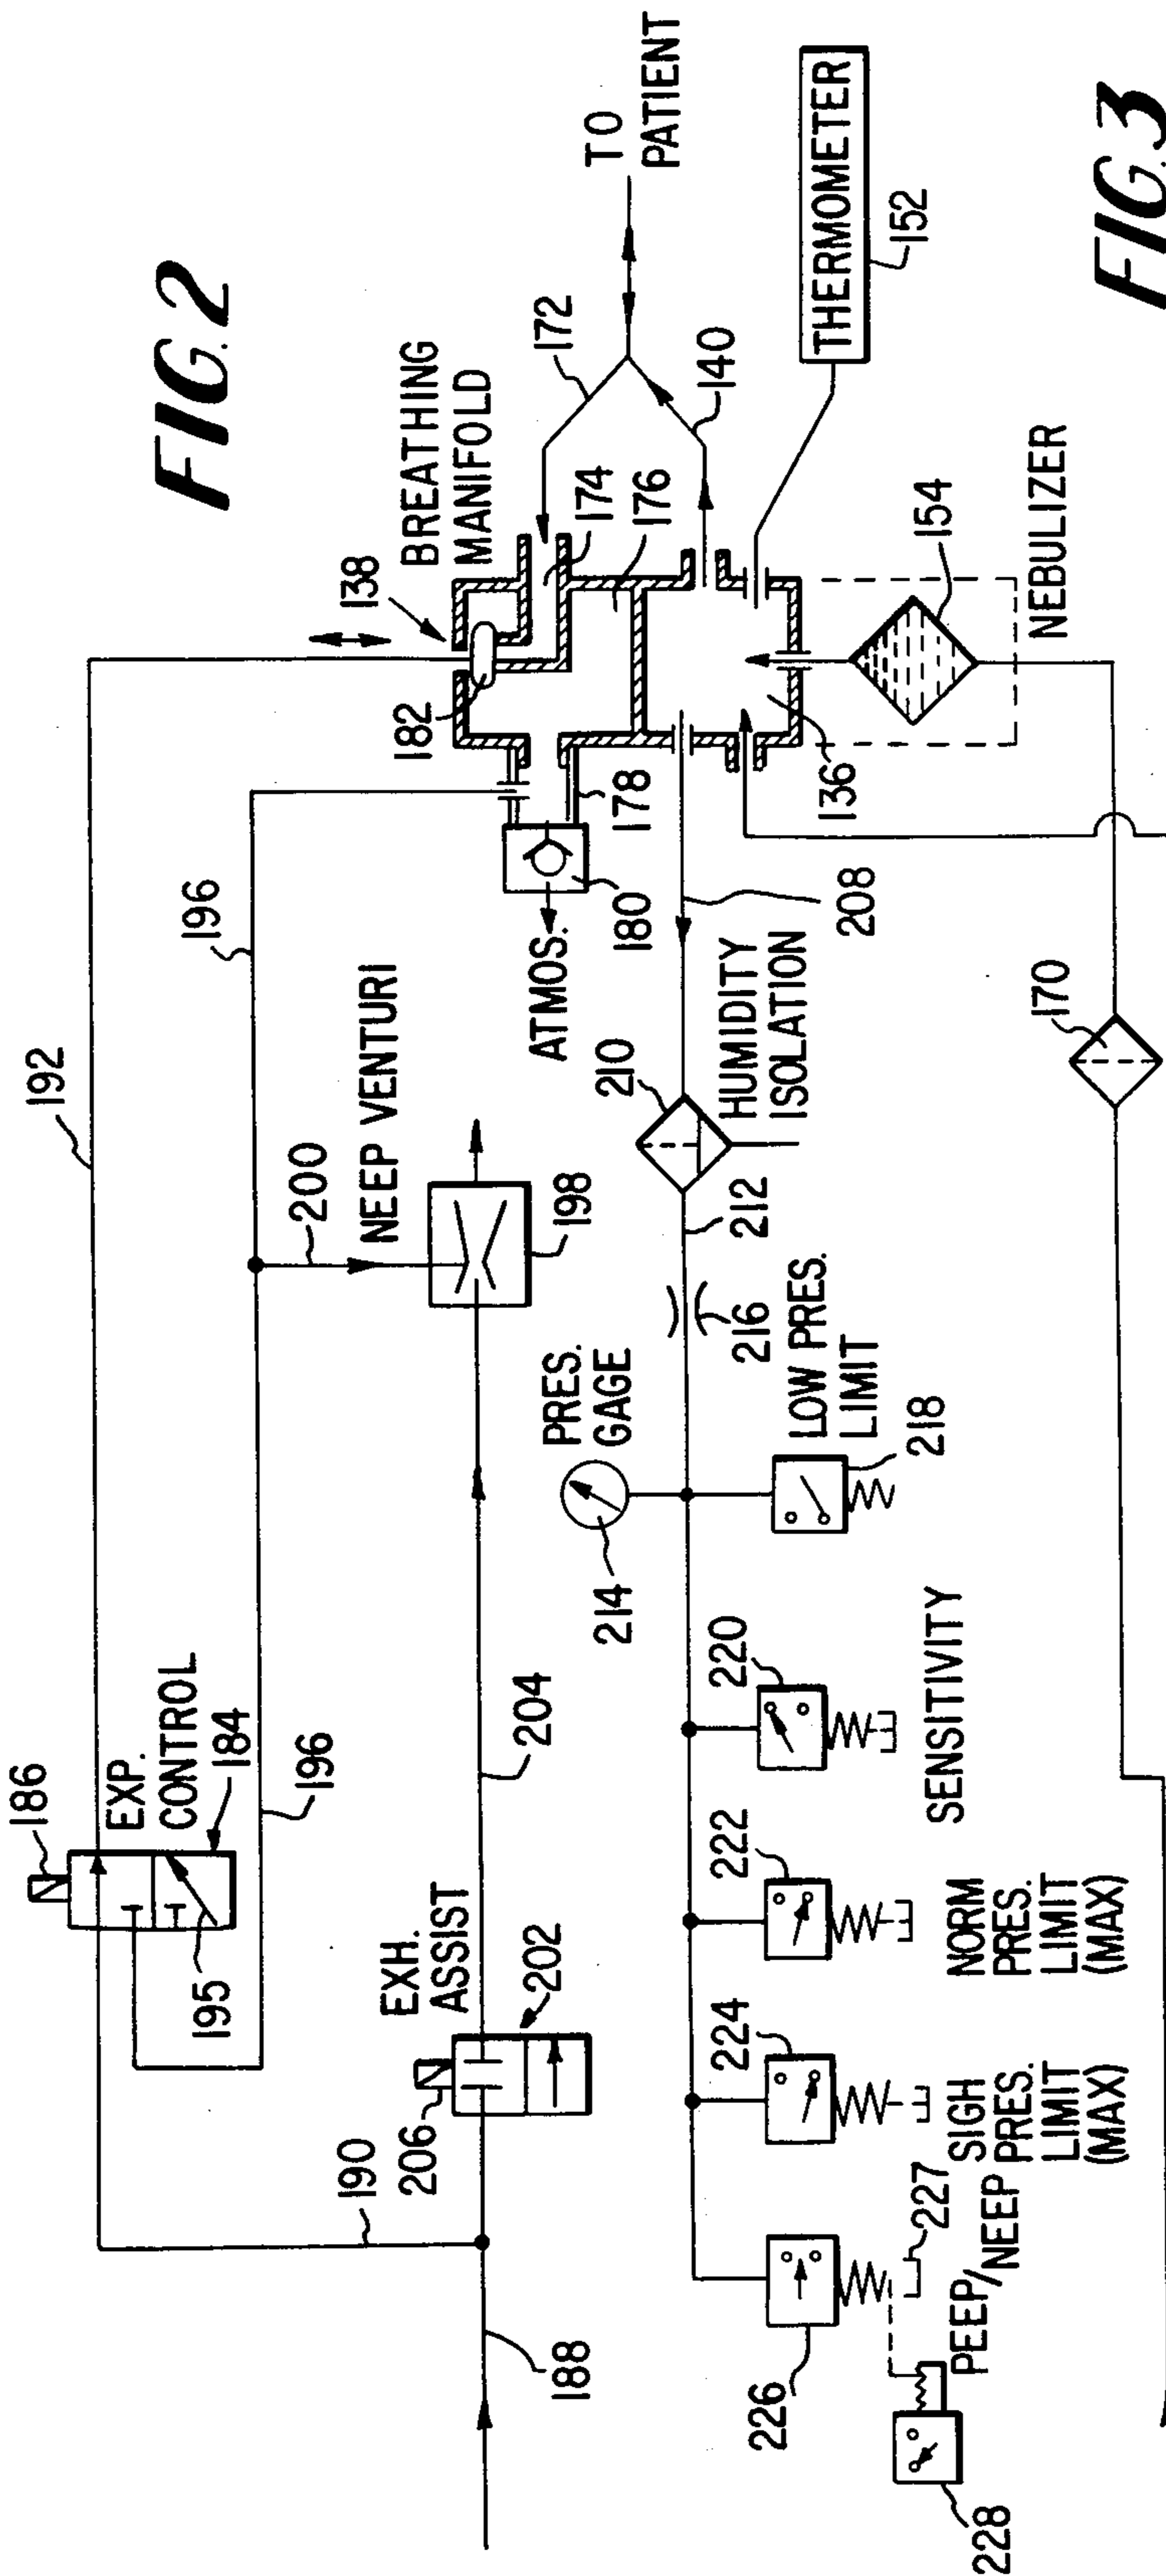 FIG. 2
FIG. 3
192
196
186
EXP.
CONTROL
184
195
196
200
NEEP VENTURI
198
138
BREATHING
MANIFOLD
182
172
TO
PATIENT
174
176
140
178
180
ATMOS.
THERMOMETER
152
154
NEBULIZER
136
208
HUMIDITY
ISOLATION
210
212
216
170
190
188
EXH.
ASSIST
202
206
204
PRES.
GAGE
214
LOW PRES.
LIMIT
218
220
SENSITIVITY
222
NORM
PRES.
LIMIT
(MAX)
224
SIGH
PRES.
LIMIT
(MAX)
226
227
PEEP/NEEP
228